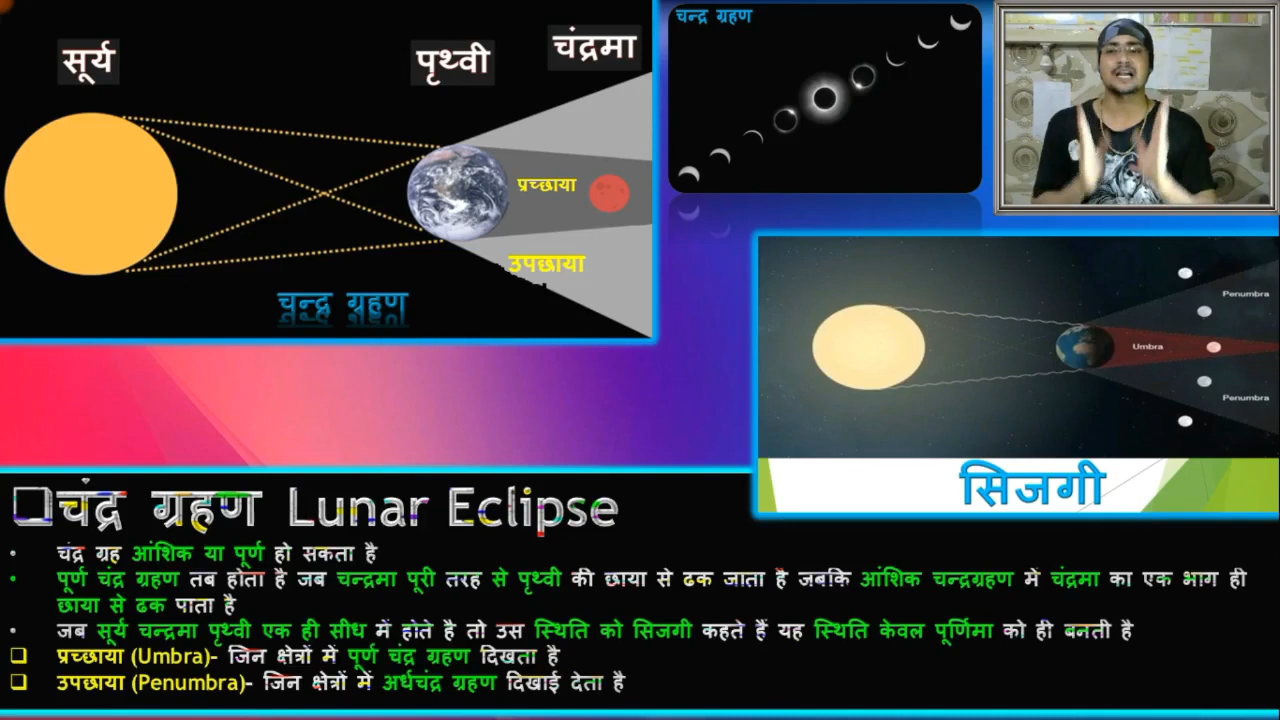 सूर्य
पृथ्वी
चंद्रमा
प्रच्छाया
उपछाया
चन्द्र ग्रहण
चन्द्र ग्रहण
Penumbra
Umbra
Penumbra
सिजगी
❑चंद्र ग्रहण Lunar Eclipse
• चंद्र ग्रह आंशिक या पूर्ण हो सकता है
• पूर्ण चंद्र ग्रहण तब होता है जब चन्द्रमा पूरी तरह से पृथ्वी की छाया से ढक जाता है जबकि आंशिक चन्द्रग्रहण में चंद्रमा का एक भाग ही
छाया से ढक पाता है
• जब सूर्य चन्द्रमा पृथ्वी एक ही सीध में होते है तो उस स्थिति को सिजगी कहते हैं यह स्थिति केवल पूर्णिमा को ही बनती है
❑ प्रच्छाया (Umbra)- जिन क्षेत्रों में पूर्ण चंद्र ग्रहण दिखता है
❑ उपछाया (Penumbra)- जिन क्षेत्रों में अर्धचंद्र ग्रहण दिखाई देता है